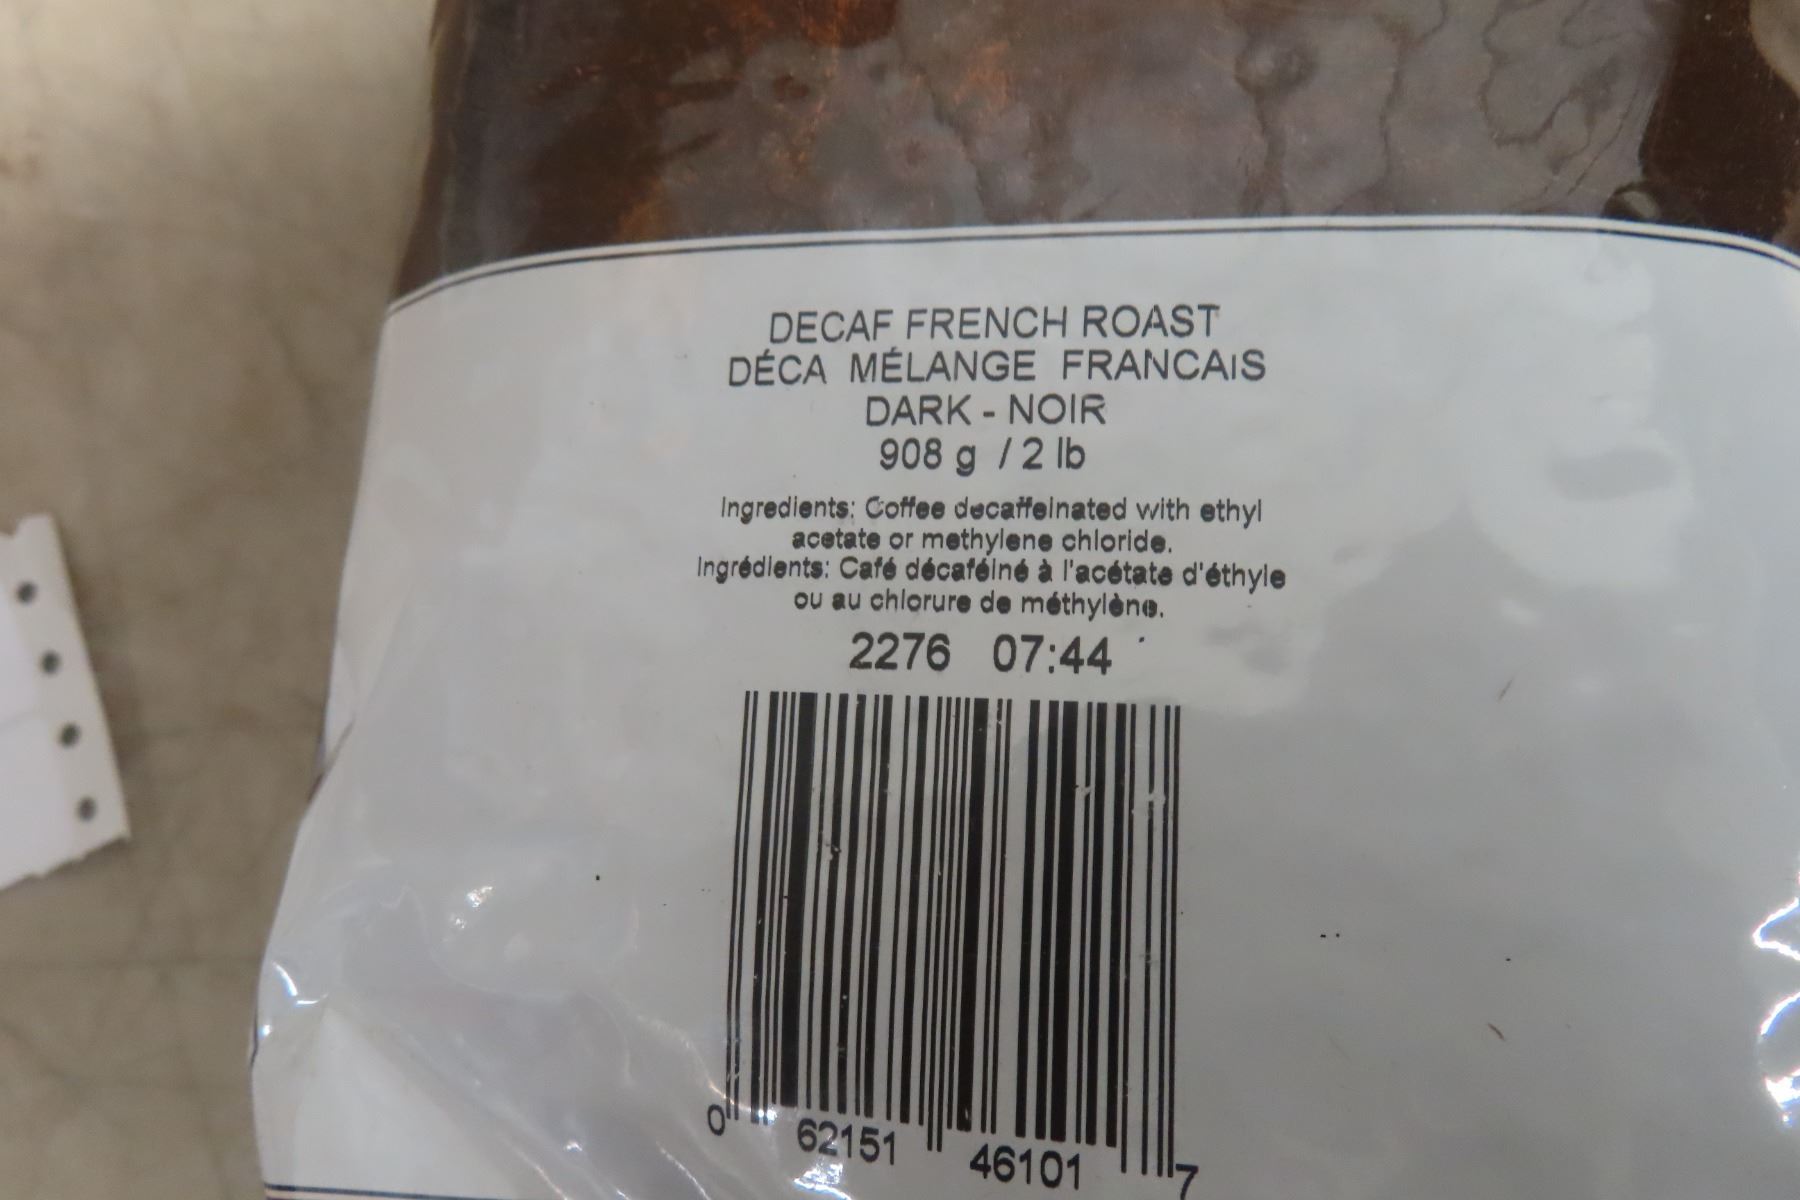 DECAF FRENCH ROAST
DÉCA MÉLANGE FRANCAIS
DARK - NOIR
908 g / 2 lb
Ingredients: Coffee decaffeinated with ethyl
acetate or methylene chloride.
Ingrédients: Café décaféiné à l'acétate d'éthyle
ou au chlorure de méthylène.
2276 07:44
0 62151 46101 7